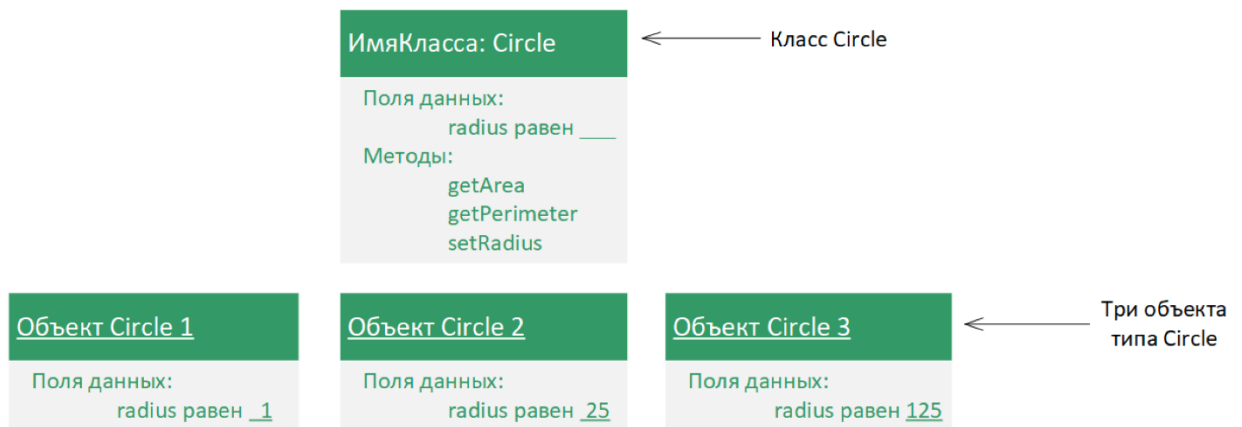 ИмяКласса: Circle
Класс Circle
Поля данных:
radius равен ___
Методы:
getArea
getPerimeter
setRadius
Объект Circle 1
Объект Circle 2
Объект Circle 3
Три объекта
типа Circle
Поля данных:
radius равен _1
Поля данных:
radius равен _25
Поля данных:
radius равен 125